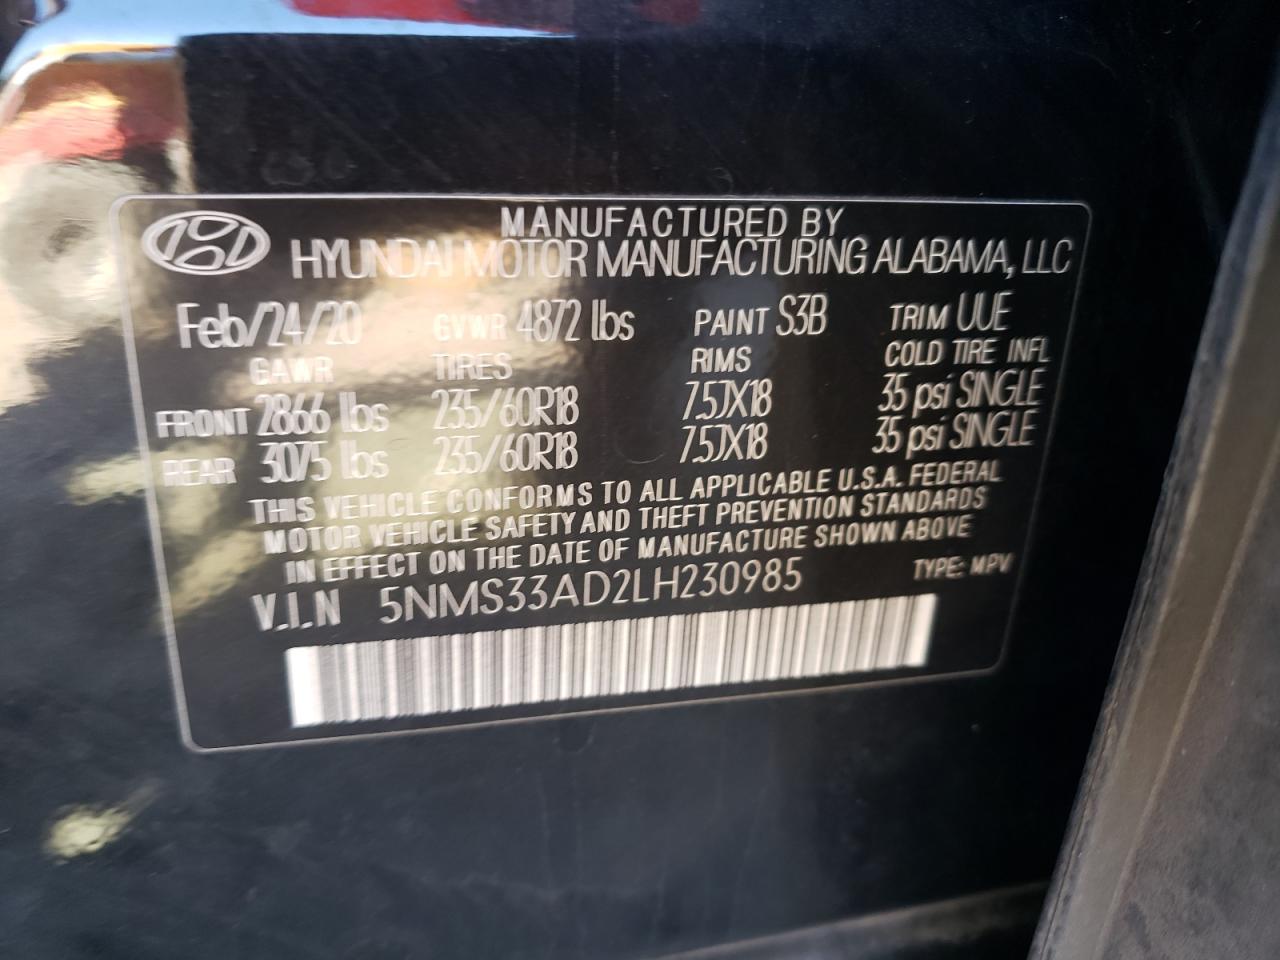 MANUFACTURED BY
HYUNDAI MOTOR MANUFACTURING ALABAMA, LLC
Feb/24/20 GVWR 4872 lbs PAINT S3B TRIM UUE
GAWR TIRES RIMS COLD TIRE INFL
FRONT 2866 lbs 235/60R18 7.5JX18 35 psi SINGLE
REAR 3075 lbs 235/60R18 7.5JX18 35 psi SINGLE
THIS VEHICLE CONFORMS TO ALL APPLICABLE U.S.A. FEDERAL
MOTOR VEHICLE SAFETY AND THEFT PREVENTION STANDARDS
IN EFFECT ON THE DATE OF MANUFACTURE SHOWN ABOVE
V.I.N 5NMS33AD2LH230985 TYPE: MPV